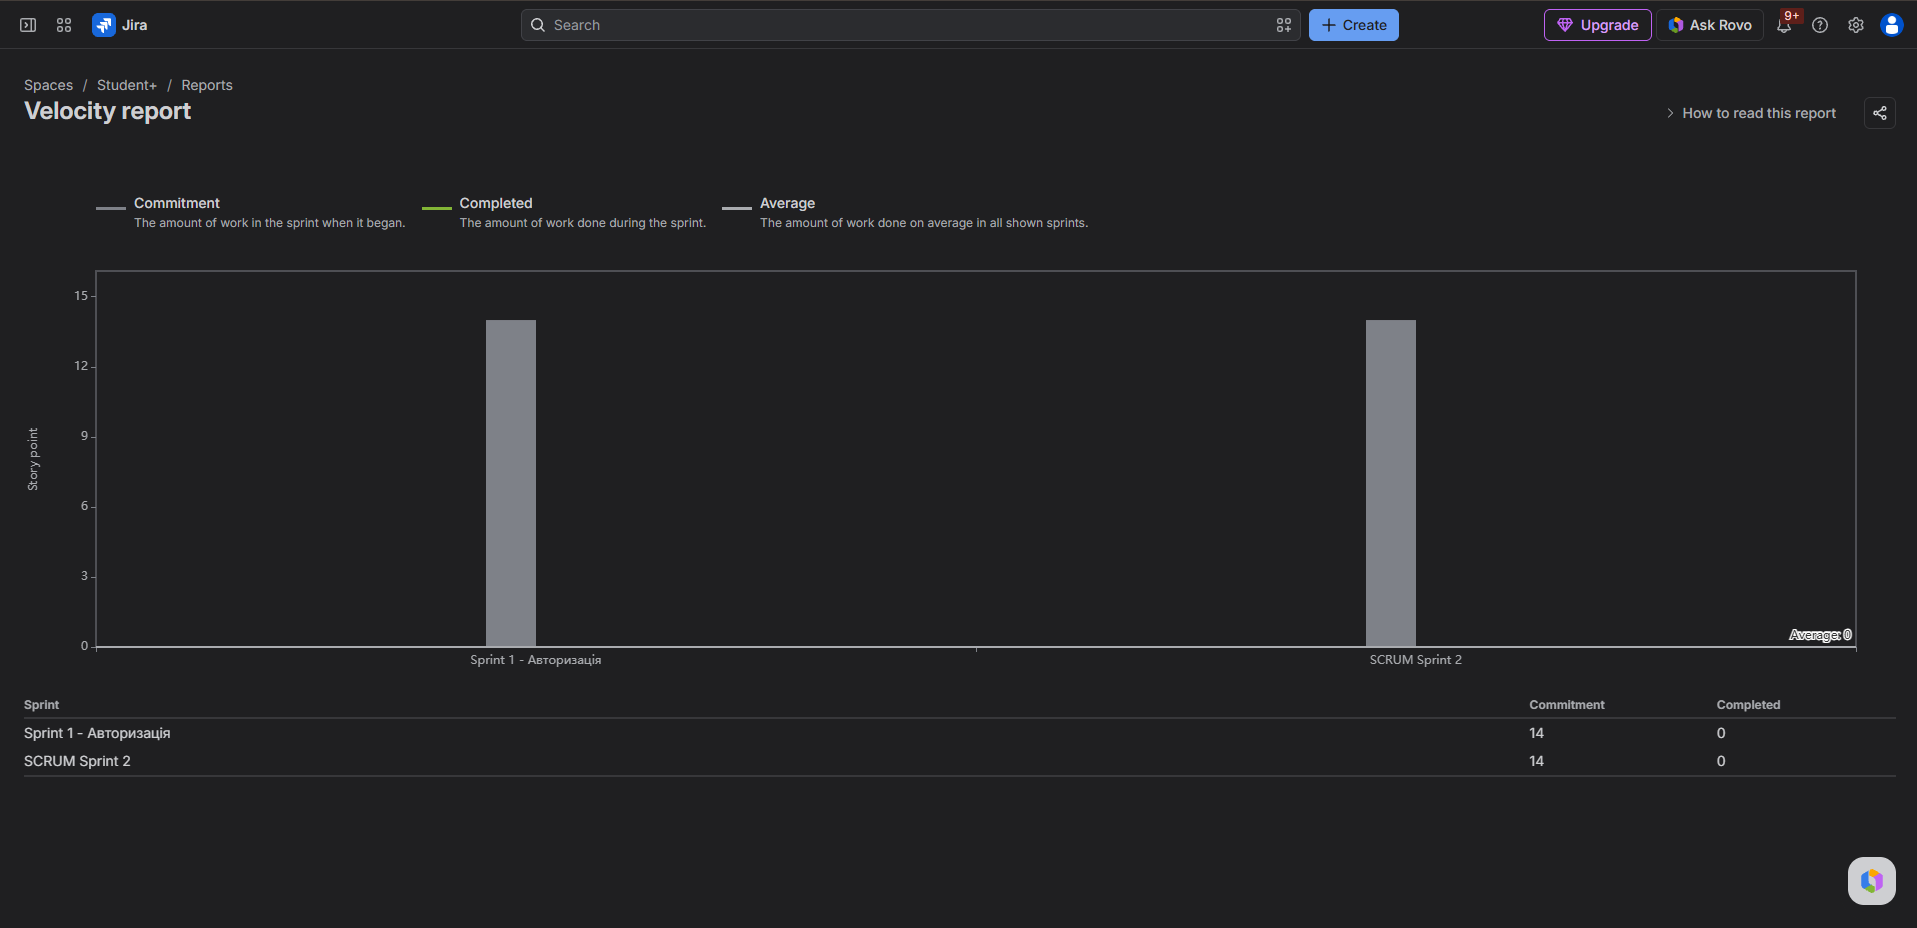 Jira
Search
Create
Upgrade
Ask Rovo
9+
Spaces / Student+ / Reports
Velocity report
How to read this report
Commitment
The amount of work in the sprint when it began.
Completed
The amount of work done during the sprint.
Average
The amount of work done on average in all shown sprints.
Story point
15
12
9
6
3
0
Average: 0
Sprint 1 - Авторизація
SCRUM Sprint 2
Sprint Commitment Completed
Sprint 1 - Авторизація 14 0
SCRUM Sprint 2 14 0